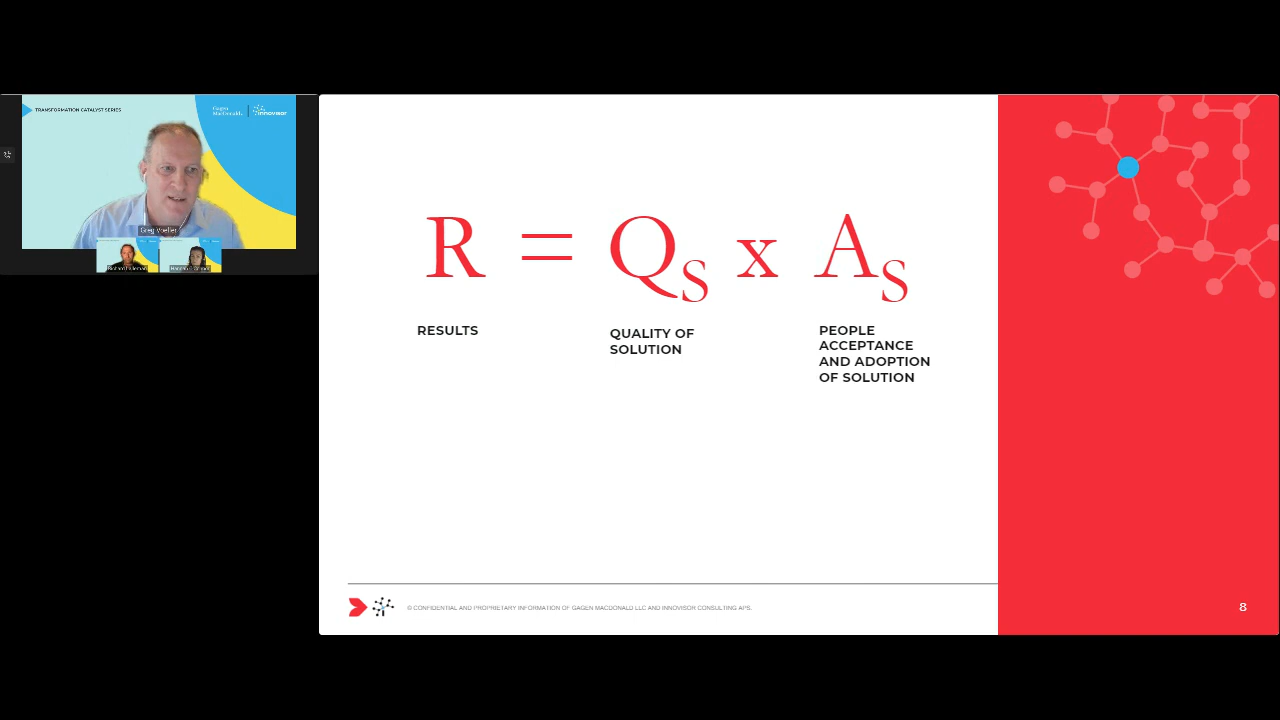 TRANSFORMATION CATALYST SERIES
Gagen
MacDonald
innovisor
Greg Voeller
R = QS x AS
RESULTS
QUALITY OF
SOLUTION
PEOPLE
ACCEPTANCE
AND ADOPTION
OF SOLUTION
© CONFIDENTIAL AND PROPRIETARY INFORMATION OF GAGEN MACDONALD LLC AND INNOVISOR CONSULTING APS.
8